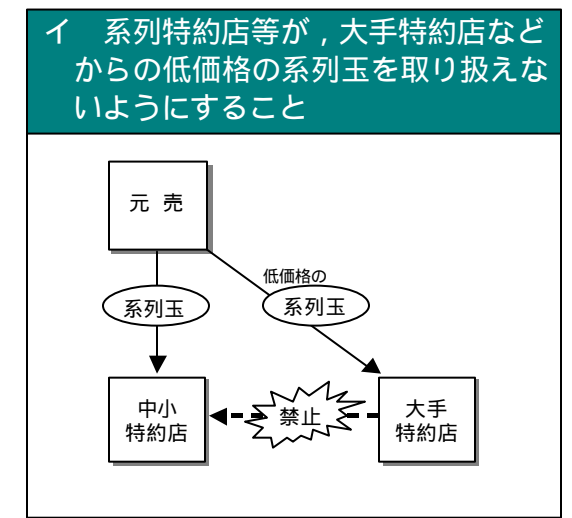 イ　系列特約店等が，大手特約店など
からの低価格の系列玉を取り扱えな
いようにすること
元 売
低価格の
系列玉
系列玉
中小
特約店
禁止
大手
特約店